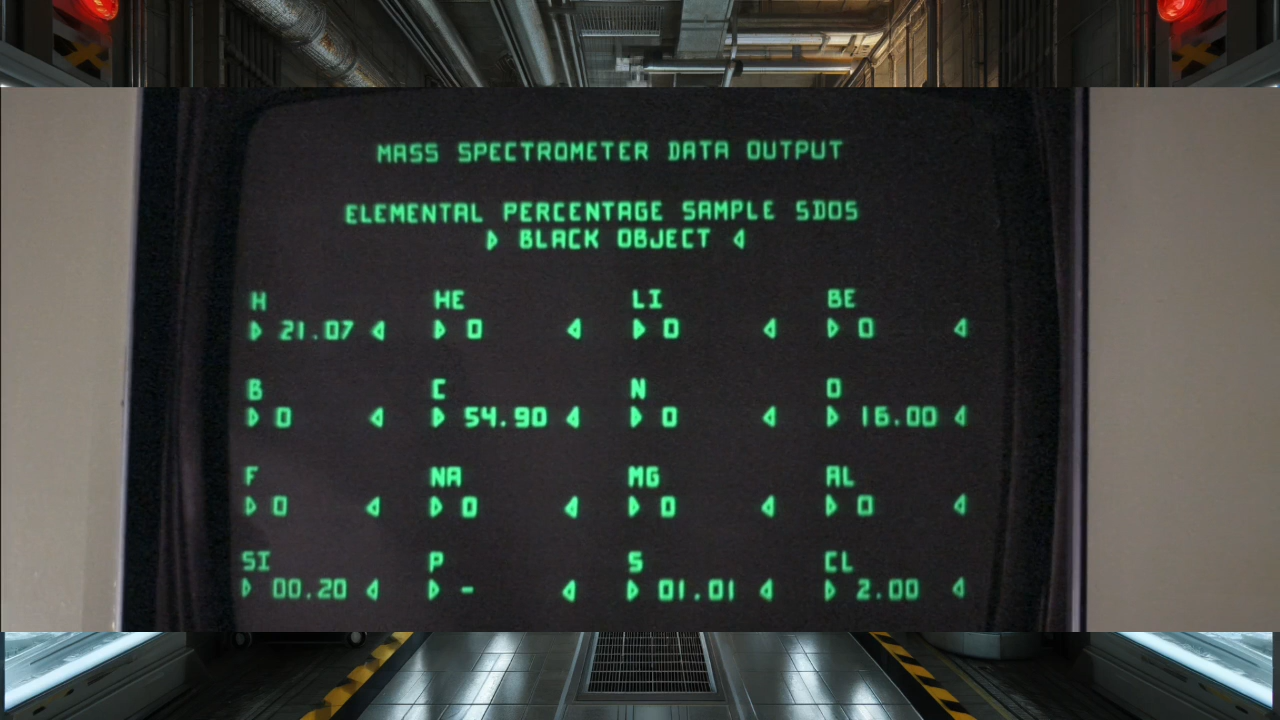 MASS SPECTROMETER DATA OUTPUT
ELEMENTAL PERCENTAGE SAMPLE SD05
BLACK OBJECT
H HE LI BE
21.07 0 0 0
B C N O
0 54.90 0 16.00
F NA MG AL
0 0 0 0
SI P S CL
00.20 - 01.01 2.00